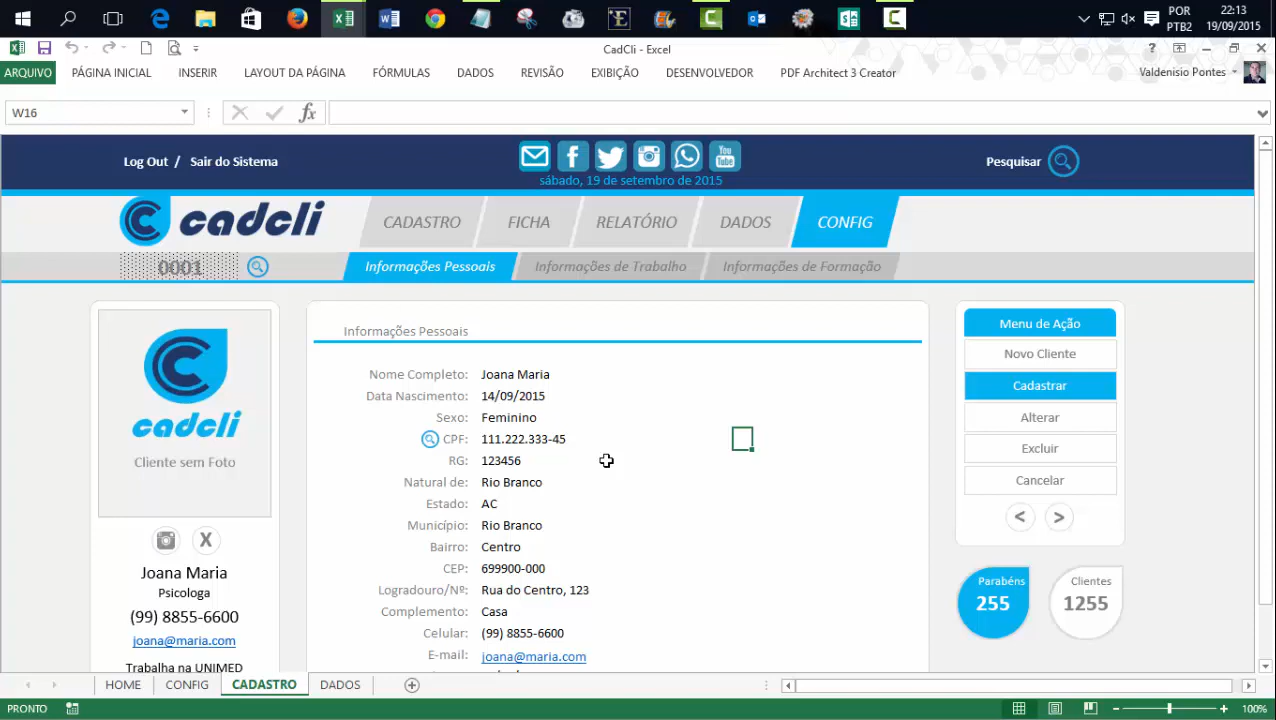 22:13
POR
PTB2
19/09/2015
CadCli - Excel
ARQUIVO PÁGINA INICIAL INSERIR LAYOUT DA PÁGINA FÓRMULAS DADOS REVISÃO EXIBIÇÃO DESENVOLVEDOR PDF Architect 3 Creator Valdenisio Pontes
W16 fx
Log Out / Sair do Sistema
You Tube
Pesquisar
sábado, 19 de setembro de 2015
cadcli
CADASTRO FICHA RELATÓRIO DADOS CONFIG
0001
Informações Pessoais Informações de Trabalho Informações de Formação
cadcli
Cliente sem Foto
X
Joana Maria
Psicologa
(99) 8855-6600
joana@maria.com
Trabalha na UNIMED
Informações Pessoais
Nome Completo: Joana Maria
Data Nascimento: 14/09/2015
Sexo: Feminino
CPF: 111.222.333-45
RG: 123456
Natural de: Rio Branco
Estado: AC
Município: Rio Branco
Bairro: Centro
CEP: 699900-000
Logradouro/Nº: Rua do Centro, 123
Complemento: Casa
Celular: (99) 8855-6600
E-mail: joana@maria.com
Menu de Ação
Novo Cliente
Cadastrar
Alterar
Excluir
Cancelar
< >
Parabéns
255
Clientes
1255
HOME CONFIG CADASTRO DADOS
PRONTO
100%